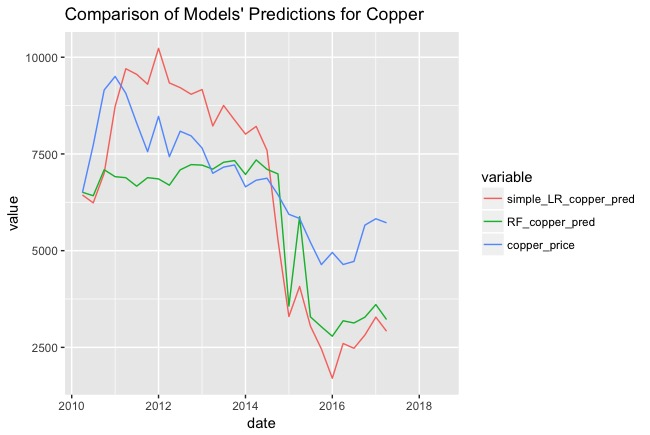 Comparison of Models' Predictions for Copper
10000
7500
5000
2500
value
2010
2012
2014
2016
2018
date
variable
simple_LR_copper_pred
RF_copper_pred
copper_price